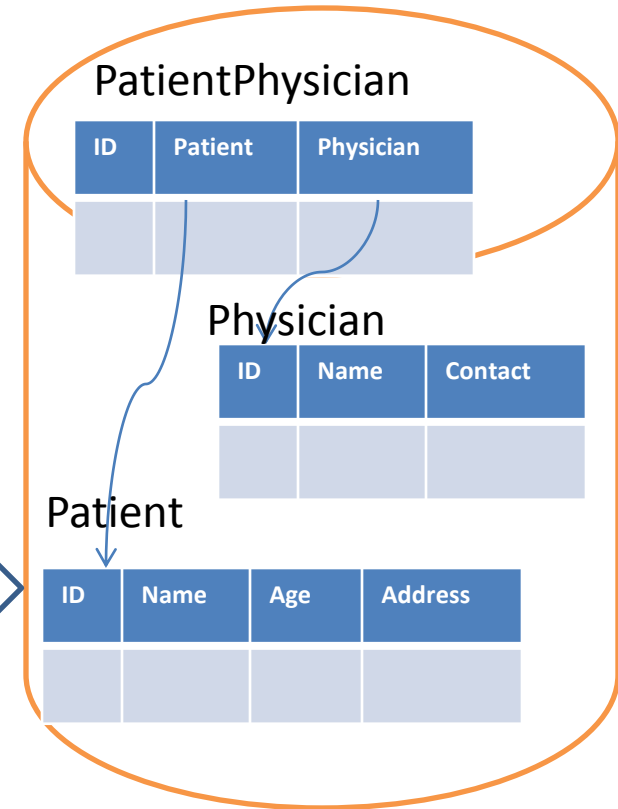 PatientPhysician
ID Patient Physician
Physician
ID Name Contact
Patient
ID Name Age Address